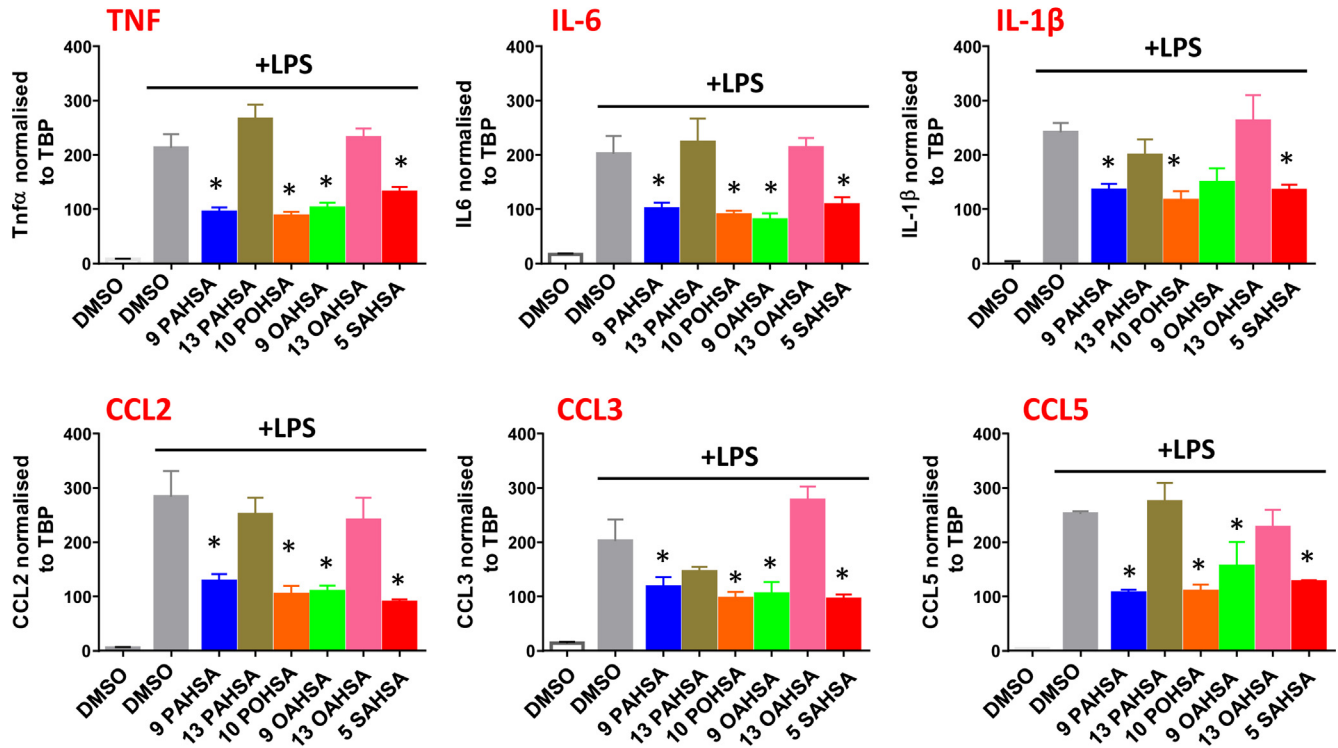 TNF
+LPS
Tnfα normalised
to TBP
400
300
200
100
0
*
*
*
*
DMSO
DMSO
9 PAHSA
13 PAHSA
10 POHSA
9 OAHSA
13 OAHSA
5 SAHSA
IL-6
+LPS
IL6 normalised
to TBP
400
300
200
100
0
*
*
*
*
DMSO
DMSO
9 PAHSA
13 PAHSA
10 POHSA
9 OAHSA
13 OAHSA
5 SAHSA
IL-1β
+LPS
IL-1β normalised
to TBP
400
300
200
100
0
*
*
*
DMSO
DMSO
9 PAHSA
13 PAHSA
10 POHSA
9 OAHSA
13 OAHSA
5 SAHSA
CCL2
+LPS
CCL2 normalised
to TBP
400
300
200
100
0
*
*
*
*
DMSO
DMSO
9 PAHSA
13 PAHSA
10 POHSA
9 OAHSA
13 OAHSA
5 SAHSA
CCL3
+LPS
CCL3 normalised
to TBP
400
300
200
100
0
*
*
*
*
DMSO
DMSO
9 PAHSA
13 PAHSA
10 POHSA
9 OAHSA
13 OAHSA
5 SAHSA
CCL5
+LPS
CCL5 normalised
to TBP
400
300
200
100
0
*
*
*
*
DMSO
DMSO
9 PAHSA
13 PAHSA
10 POHSA
9 OAHSA
13 OAHSA
5 SAHSA